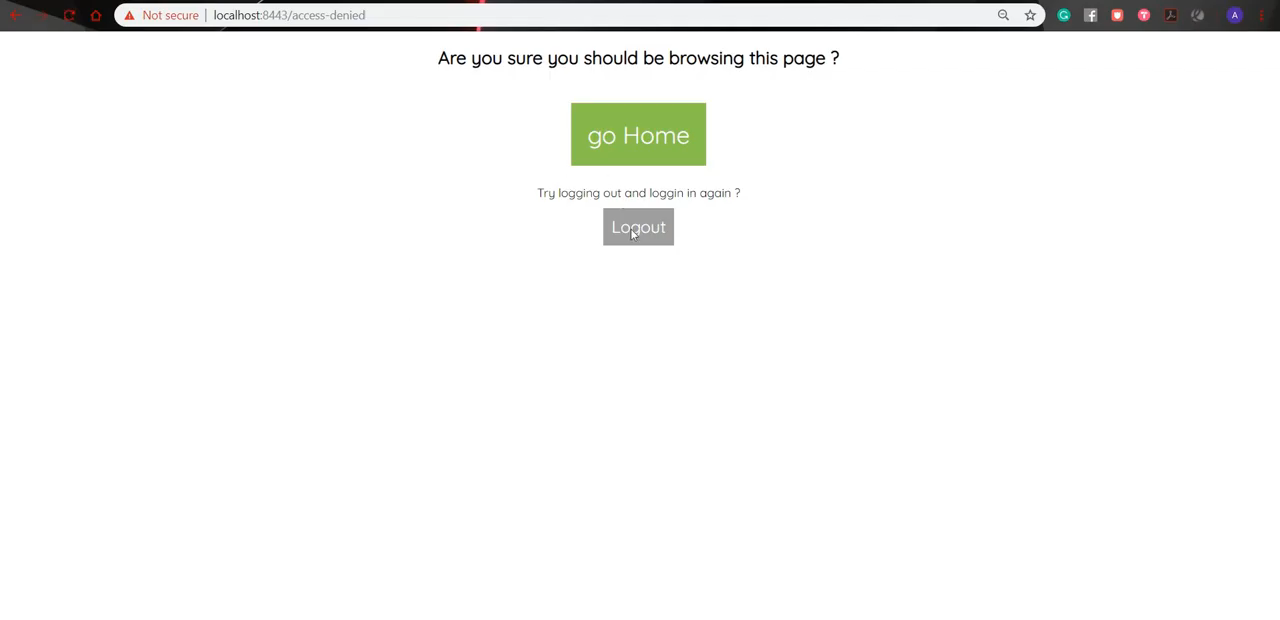 Not secure | localhost:8443/access-denied
Are you sure you should be browsing this page ?
go Home
Try logging out and loggin in again ?
Logout